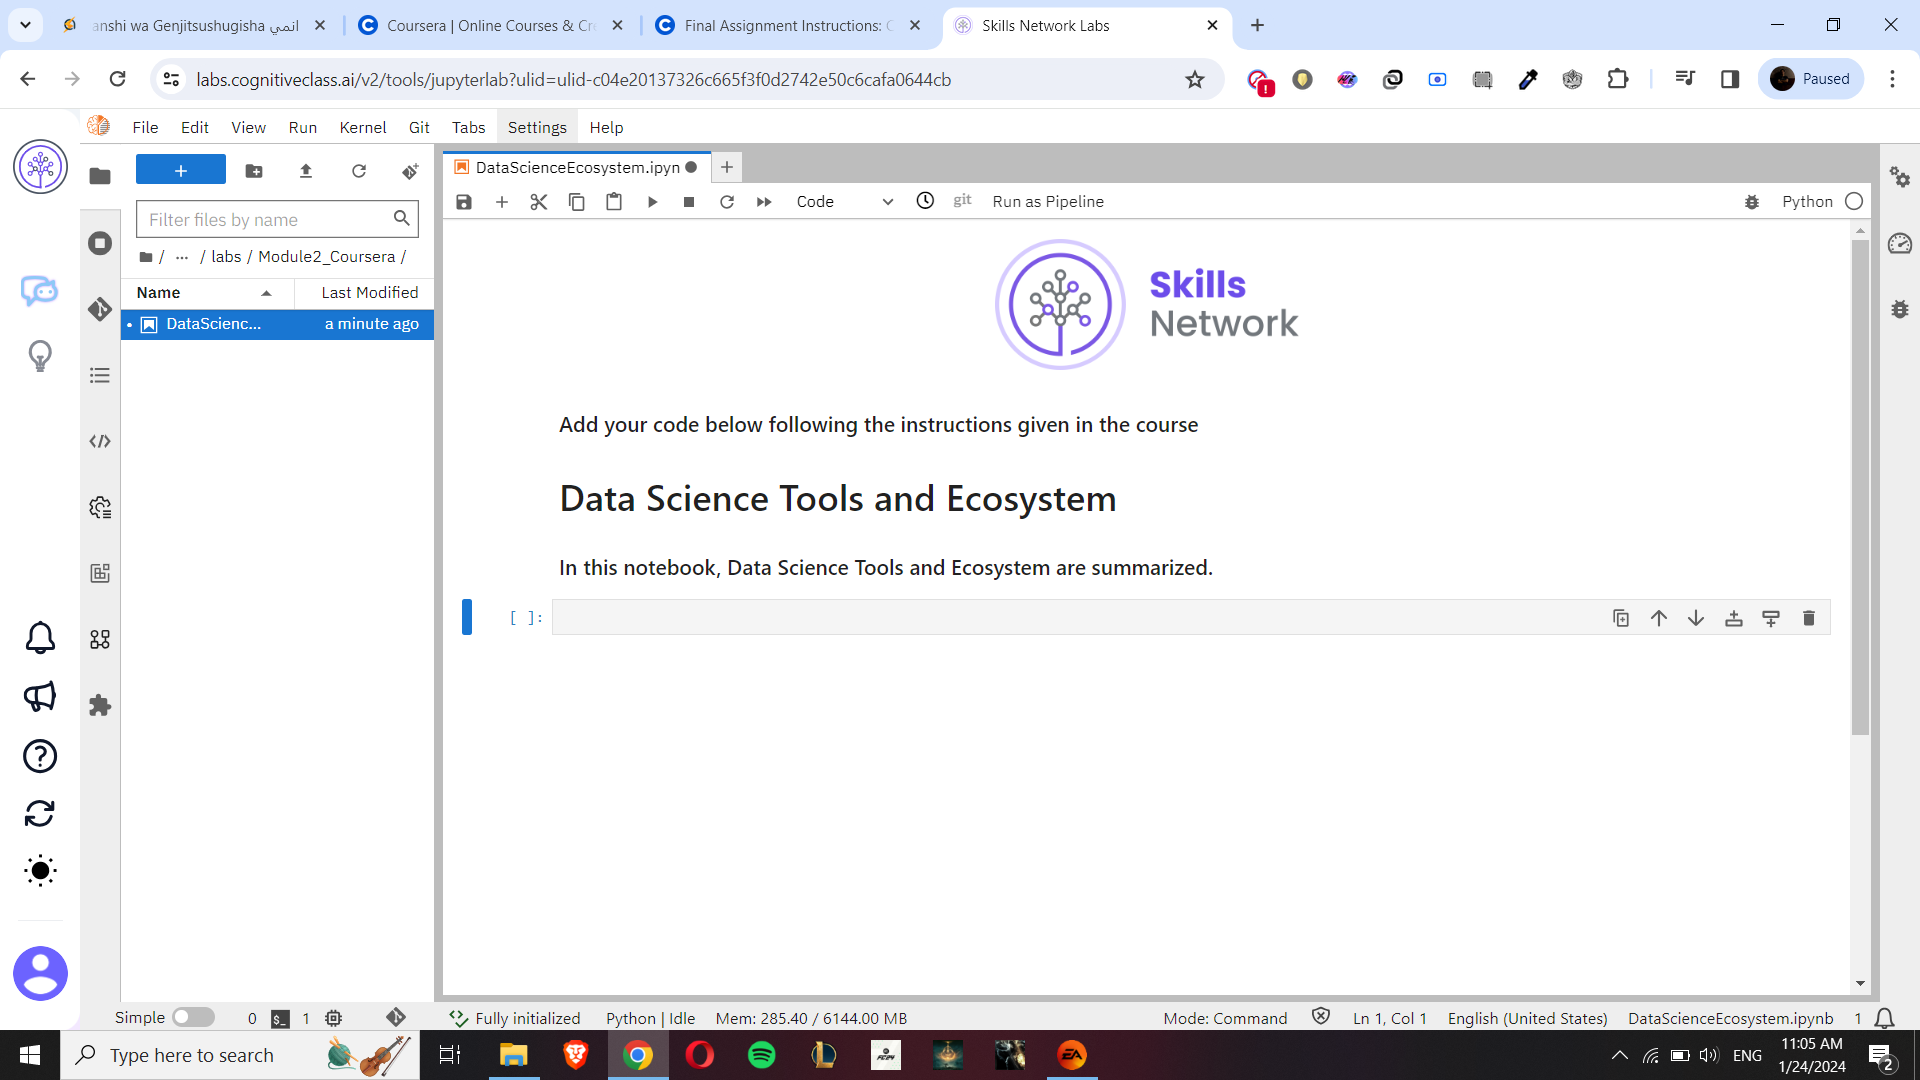 anshi wa Genjitsushugisha انمي
Coursera | Online Courses & Cre
Final Assignment Instructions: C
Skills Network Labs
labs.cognitiveclass.ai/v2/tools/jupyterlab?ulid=ulid-c04e20137326c665f3f0d2742e50c6cafa0644cb
Paused
File Edit View Run Kernel Git Tabs Settings Help
DataScienceEcosystem.ipyn
Code
git
Run as Pipeline
Python
Filter files by name
/ ... / labs / Module2_Coursera /
Name Last Modified
DataScienc... a minute ago
Skills
Network
Add your code below following the instructions given in the course
Data Science Tools and Ecosystem
In this notebook, Data Science Tools and Ecosystem are summarized.
[ ]:
Simple 0 $_ 1 Fully initialized Python | Idle Mem: 285.40 / 6144.00 MB Mode: Command Ln 1, Col 1 English (United States) DataScienceEcosystem.ipynb 1
Type here to search
FC24
EA
ENG
11:05 AM
1/24/2024
2